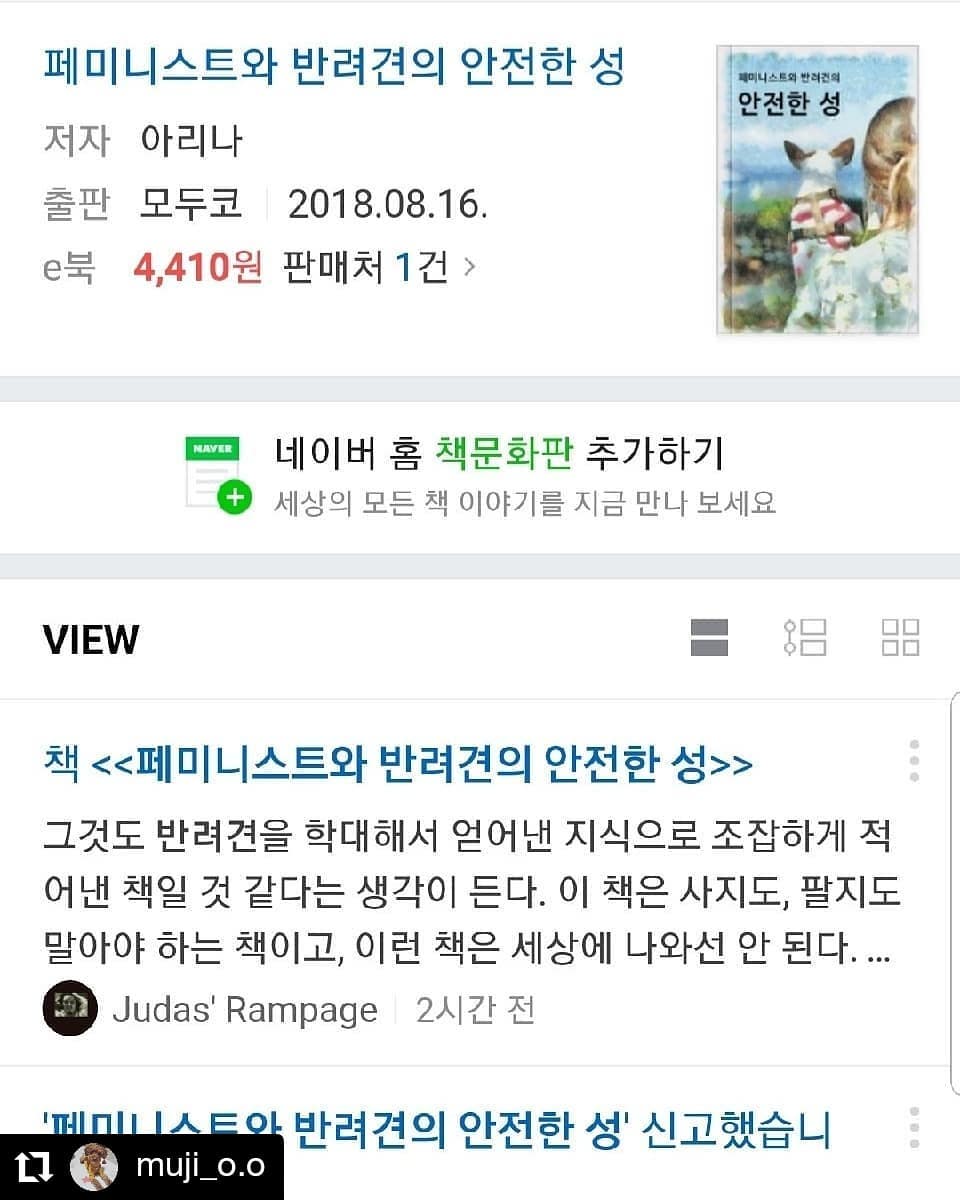 페미니스트와 반려견의 안전한 성
페미니스트와 반려견의
안전한 성
저자 아리나
출판 모두코 2018.08.16.
e북 4,410원 판매처 1건
NAVER
네이버 홈 책문화판 추가하기
세상의 모든 책 이야기를 지금 만나 보세요
VIEW
책 <<페미니스트와 반려견의 안전한 성>>
그것도 반려견을 학대해서 얻어낸 지식으로 조잡하게 적
어낸 책일 것 같다는 생각이 든다. 이 책은 사지도, 팔지도
말아야 하는 책이고, 이런 책은 세상에 나와선 안 된다. ...
Judas' Rampage 2시간 전
'페미니스트와 반려견의 안전한 성' 신고했습니
muji_o.o